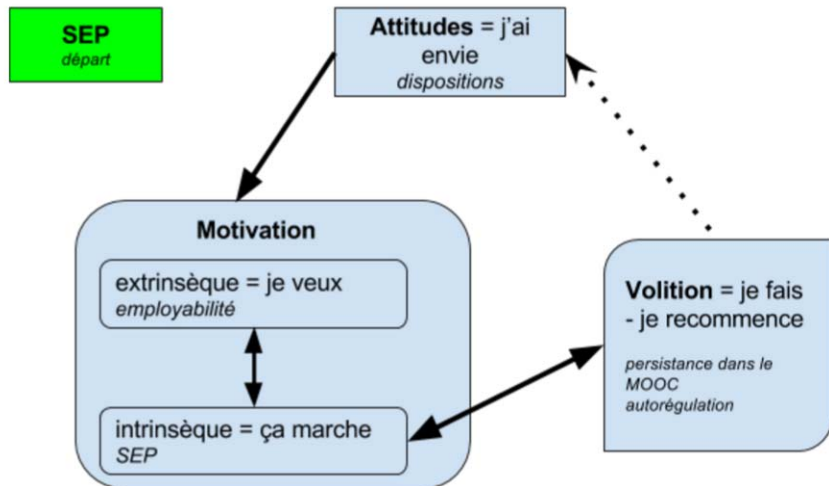 SEP
départ
Attitudes = j'ai
envie
dispositions
Motivation
extrinsèque = je veux
employabilité
intrinsèque = ça marche
SEP
Volition = je fais
- je recommence
persistance dans le
MOOC
autorégulation